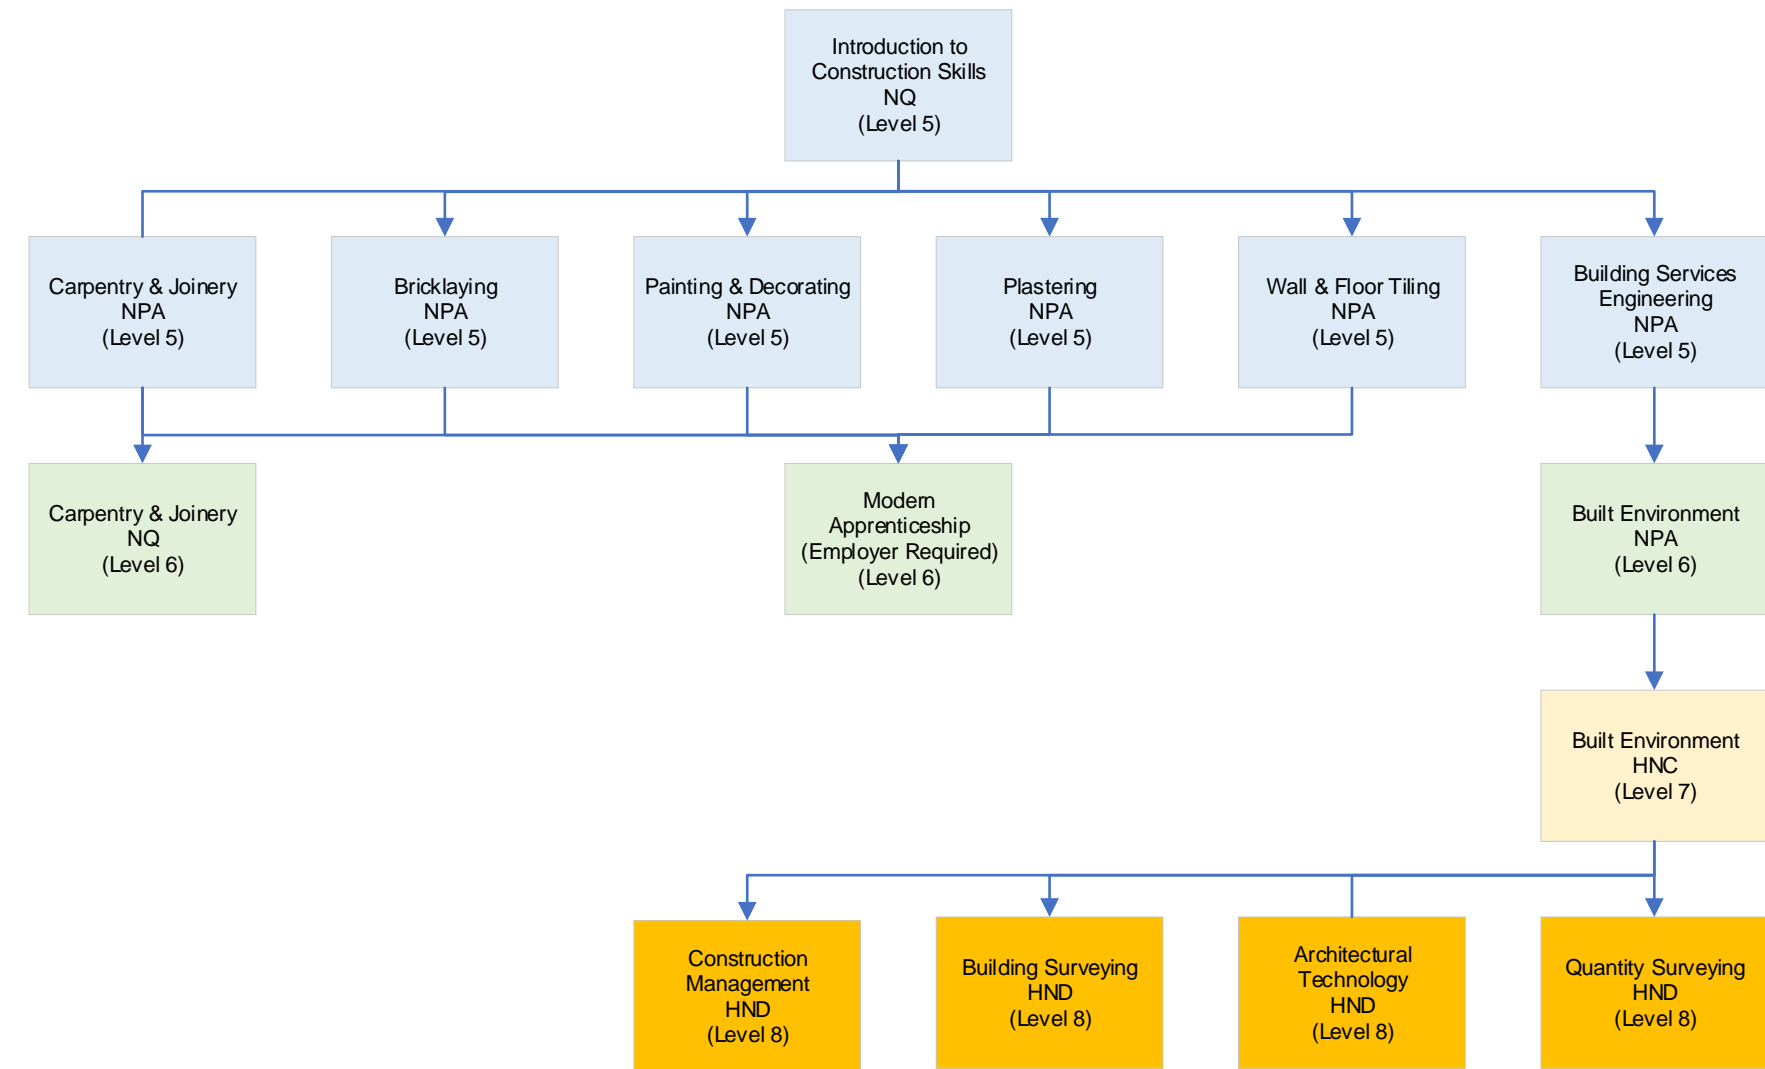 Introduction to
Construction Skills
NQ
(Level 5)
Carpentry & Joinery
NPA
(Level 5)
Bricklaying
NPA
(Level 5)
Painting & Decorating
NPA
(Level 5)
Plastering
NPA
(Level 5)
Wall & Floor Tiling
NPA
(Level 5)
Building Services
Engineering
NPA
(Level 5)
Carpentry & Joinery
NQ
(Level 6)
Modern
Apprenticeship
(Employer Required)
(Level 6)
Built Environment
NPA
(Level 6)
Built Environment
HNC
(Level 7)
Construction
Management
HND
(Level 8)
Building Surveying
HND
(Level 8)
Architectural
Technology
HND
(Level 8)
Quantity Surveying
HND
(Level 8)